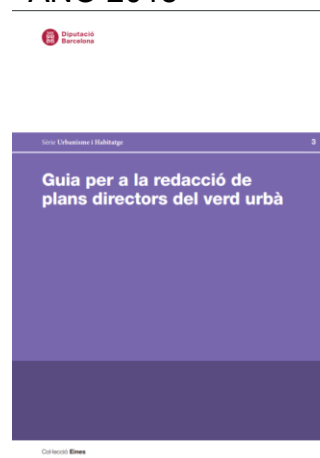 Diputació
Barcelona
Sèrie Urbanisme i Habitatge 3
Guia per a la redacció de
plans directors del verd urbà
Col·lecció Eines